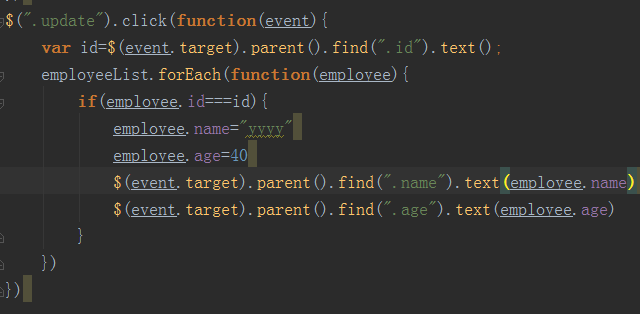 $(".update").click(function(event){
var id=$(event.target).parent().find(".id").text();
employeeList.forEach(function(employee){
if(employee.id===id){
employee.name="yyyy"
employee.age=40
$(event.target).parent().find(".name").text(employee.name)
$(event.target).parent().find(".age").text(employee.age)
}
})
})